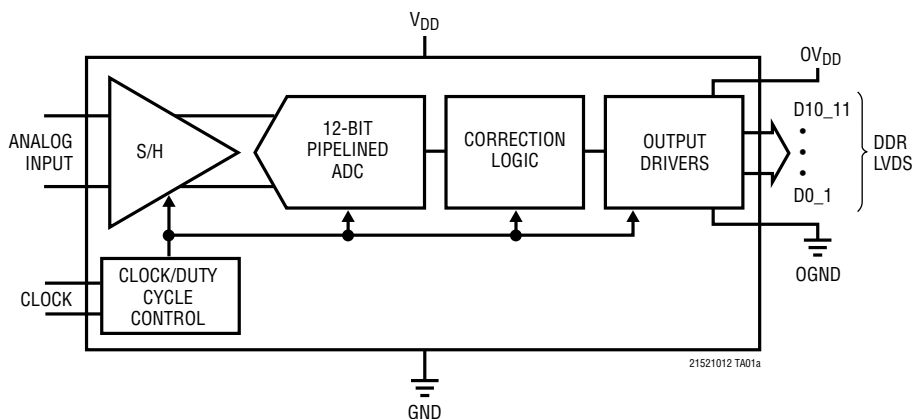 VDD
OVDD
ANALOG
INPUT
S/H
12-BIT
PIPELINED
ADC
CORRECTION
LOGIC
OUTPUT
DRIVERS
D10_11
•
•
•
D0_1
DDR
LVDS
OGND
CLOCK
CLOCK/DUTY
CYCLE
CONTROL
21521012 TA01a
GND